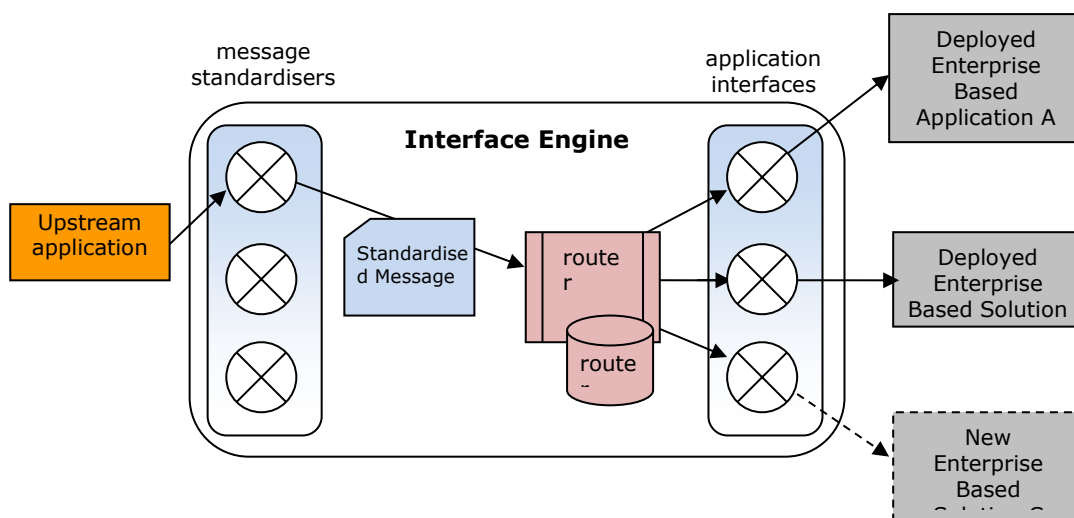 message
standardisers
application
interfaces
Deployed
Enterprise
Based
Application A
Interface Engine
Upstream
application
Standardise
d Message
route
r
route
Deployed
Enterprise
Based Solution
New
Enterprise
Based